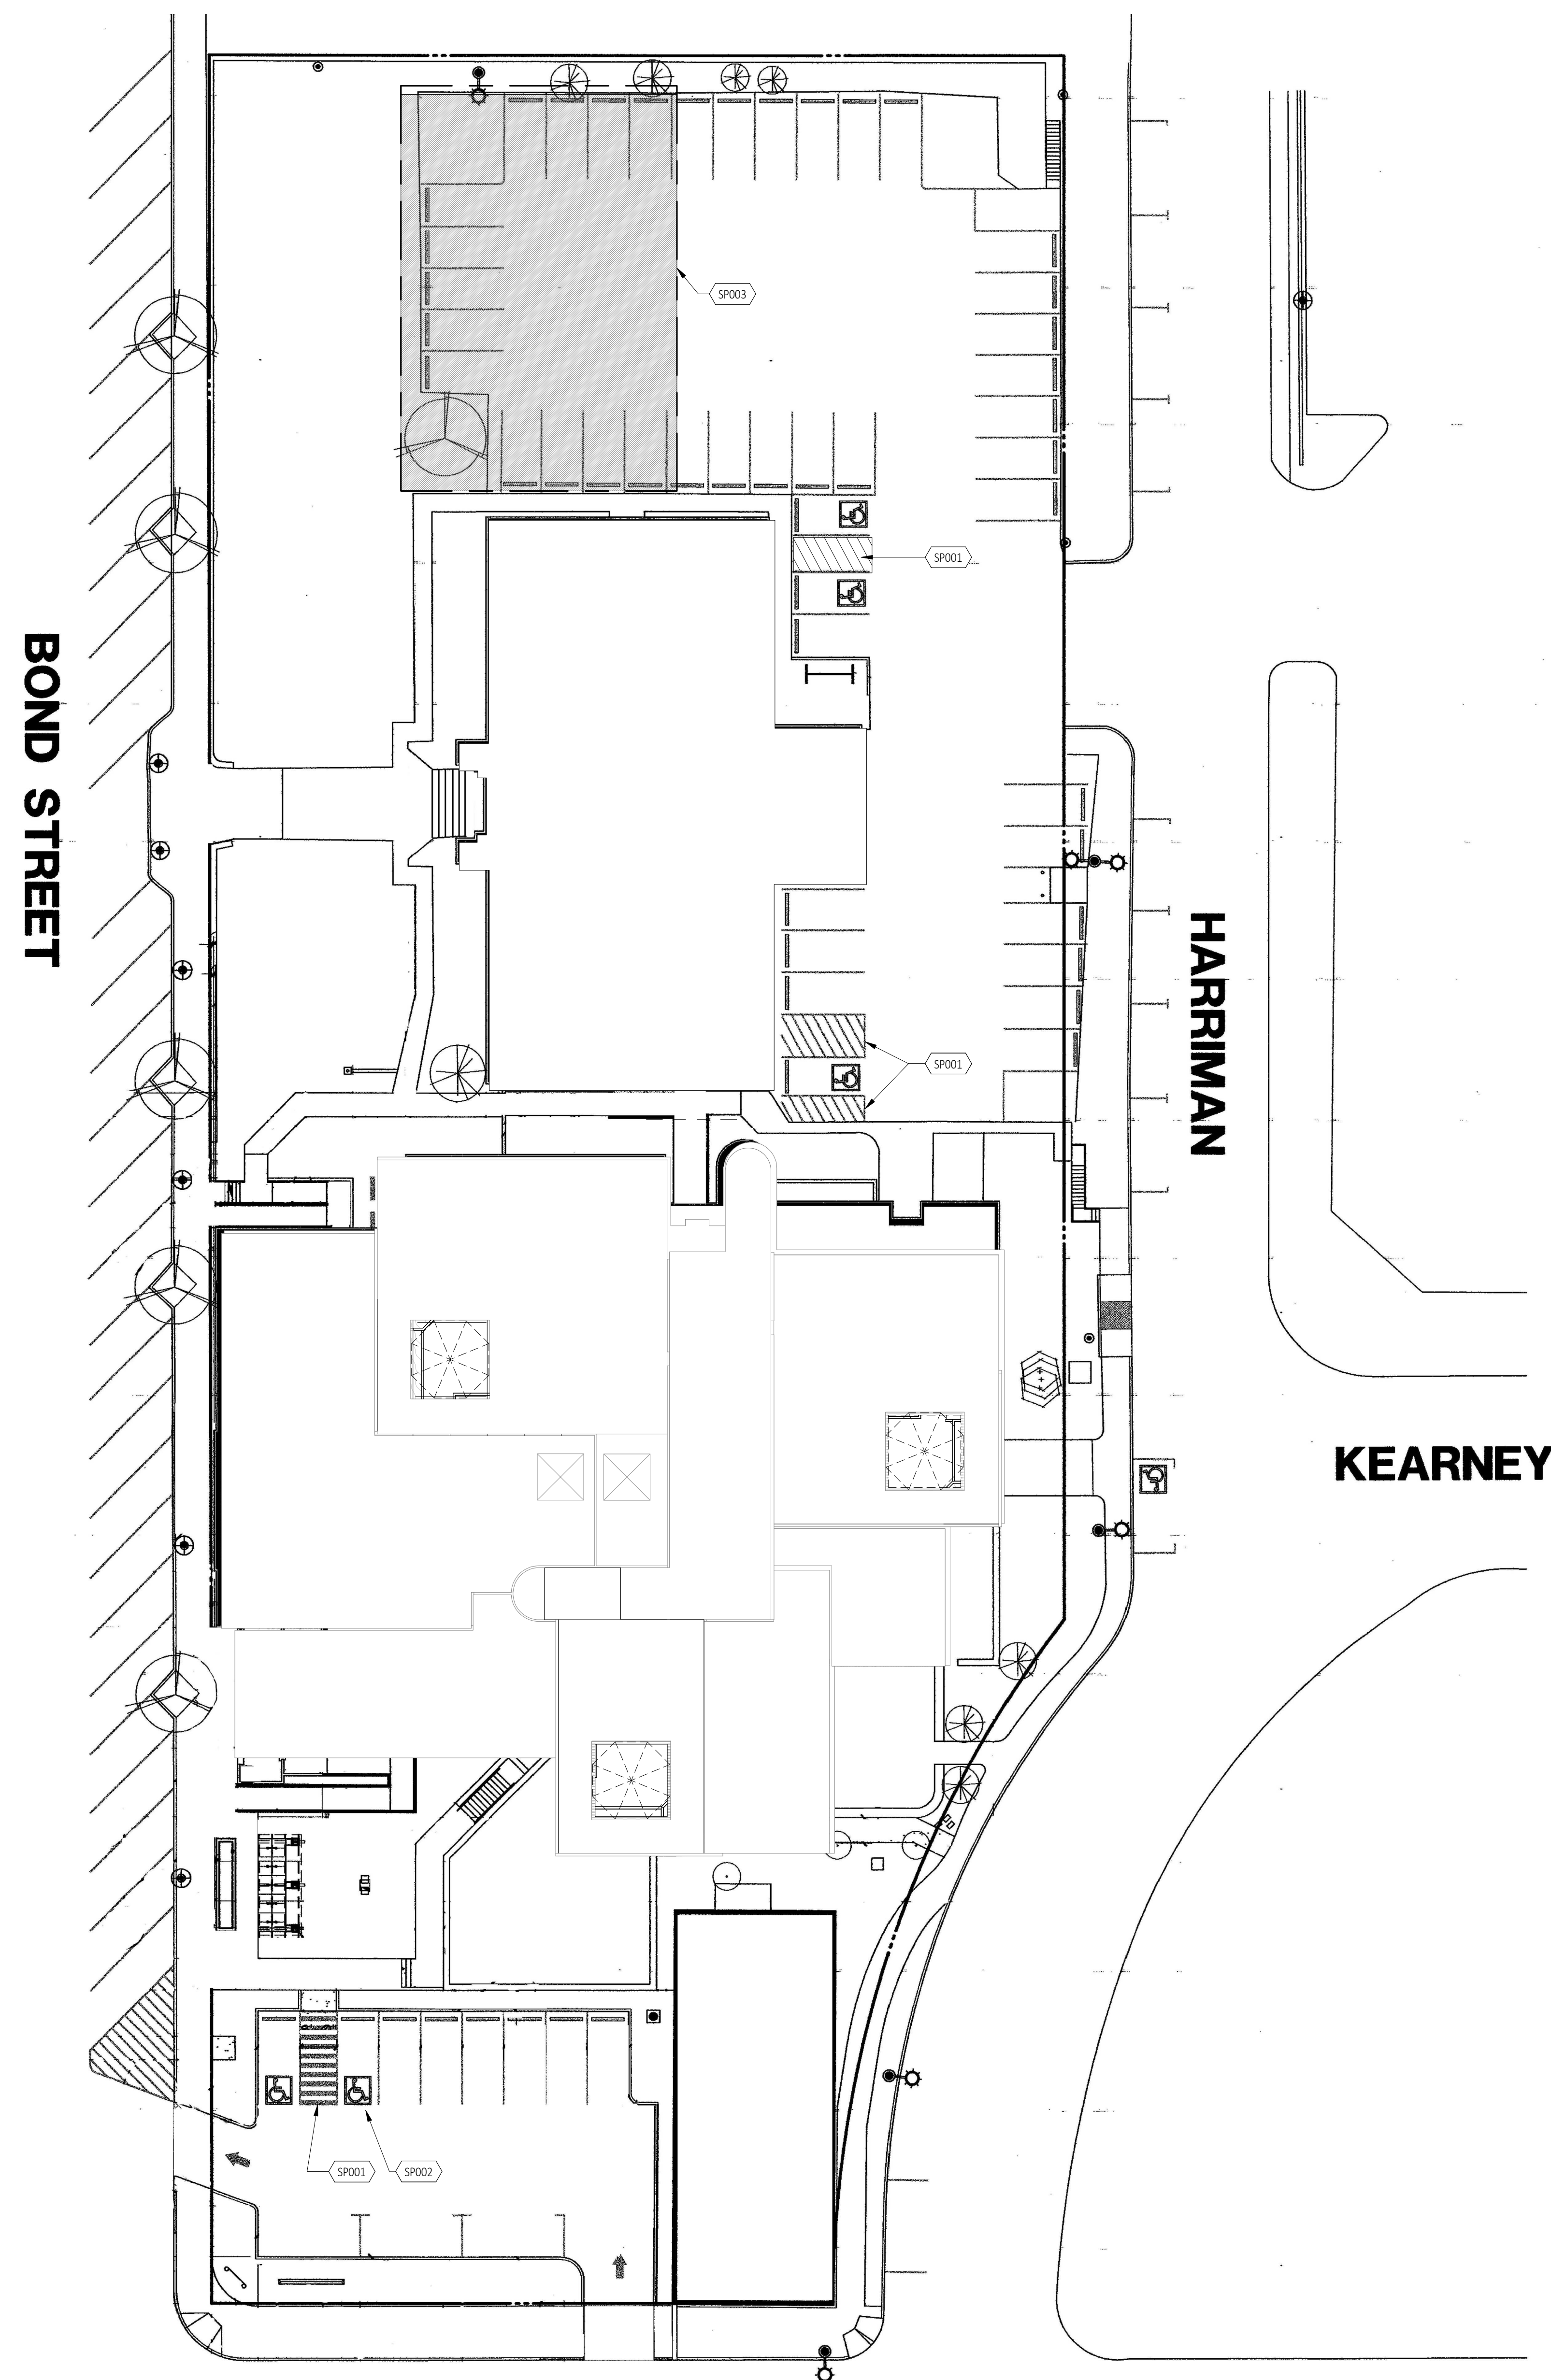 SP003
SP001
BOND STREET
HARRIMAN
SP001
KEARNEY
SP001
SP002